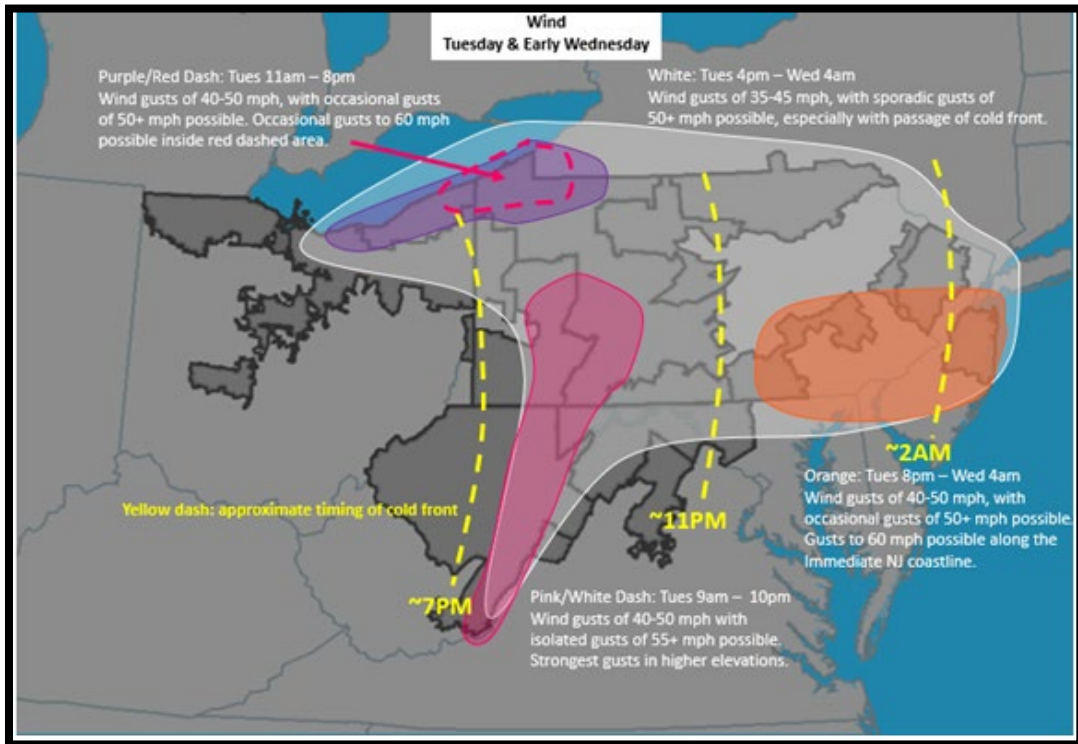 Wind
Tuesday & Early Wednesday
Purple/Red Dash: Tues 11am – 8pm
Wind gusts of 40-50 mph, with occasional gusts
of 50+ mph possible. Occasional gusts to 60 mph
possible inside red dashed area.
White: Tues 4pm – Wed 4am
Wind gusts of 35-45 mph, with sporadic gusts of
50+ mph possible, especially with passage of cold front.
~2AM
Orange: Tues 8pm – Wed 4am
Wind gusts of 40-50 mph, with
occasional gusts of 50+ mph possible.
Gusts to 60 mph possible along the
Immediate NJ coastline.
Yellow dash: approximate timing of cold front
~11PM
~7PM
Pink/White Dash: Tues 9am – 10pm
Wind gusts of 40-50 mph with
isolated gusts of 55+ mph possible.
Strongest gusts in higher elevations.